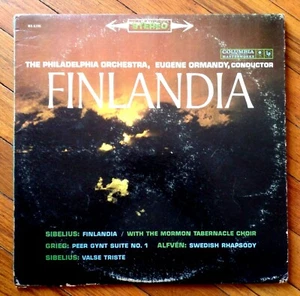 STEREO
COLUMBIA
MASTERWORKS
THE PHILADELPHIA ORCHESTRA, EUGENE ORMANDY, CONDUCTOR
FINLANDIA
SIBELIUS: FINLANDIA / WITH THE MORMON TABERNACLE CHOIR
GRIEG: PEER GYNT SUITE NO. 1 ALFVÉN: SWEDISH RHAPSODY
SIBELIUS: VALSE TRISTE